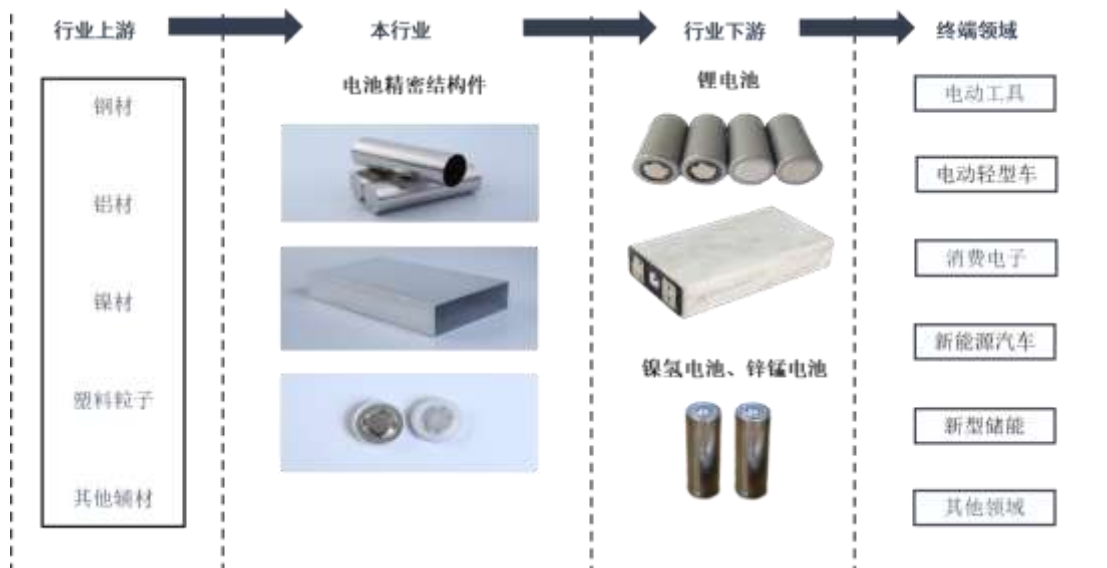 行业上游
本行业
行业下游
终端领域
钢材
铝材
镍材
塑料粒子
其他辅材
电池精密结构件
锂电池
镍氢电池、锌锰电池
电动工具
电动轻型车
消费电子
新能源汽车
新型储能
其他领域